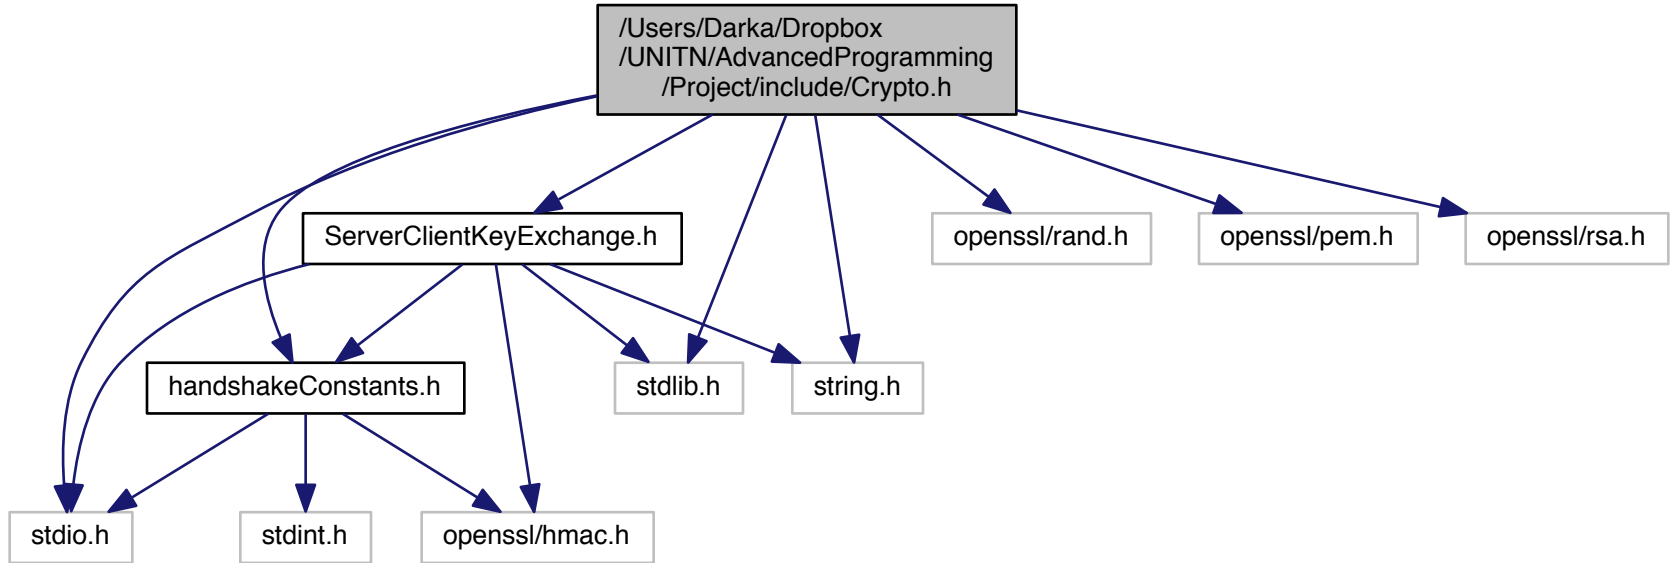 /Users/Darka/Dropbox
/UNITN/AdvancedProgramming
/Project/include/Crypto.h
ServerClientKeyExchange.h
openssl/rand.h
openssl/pem.h
openssl/rsa.h
handshakeConstants.h
stdlib.h
string.h
stdio.h
stdint.h
openssl/hmac.h